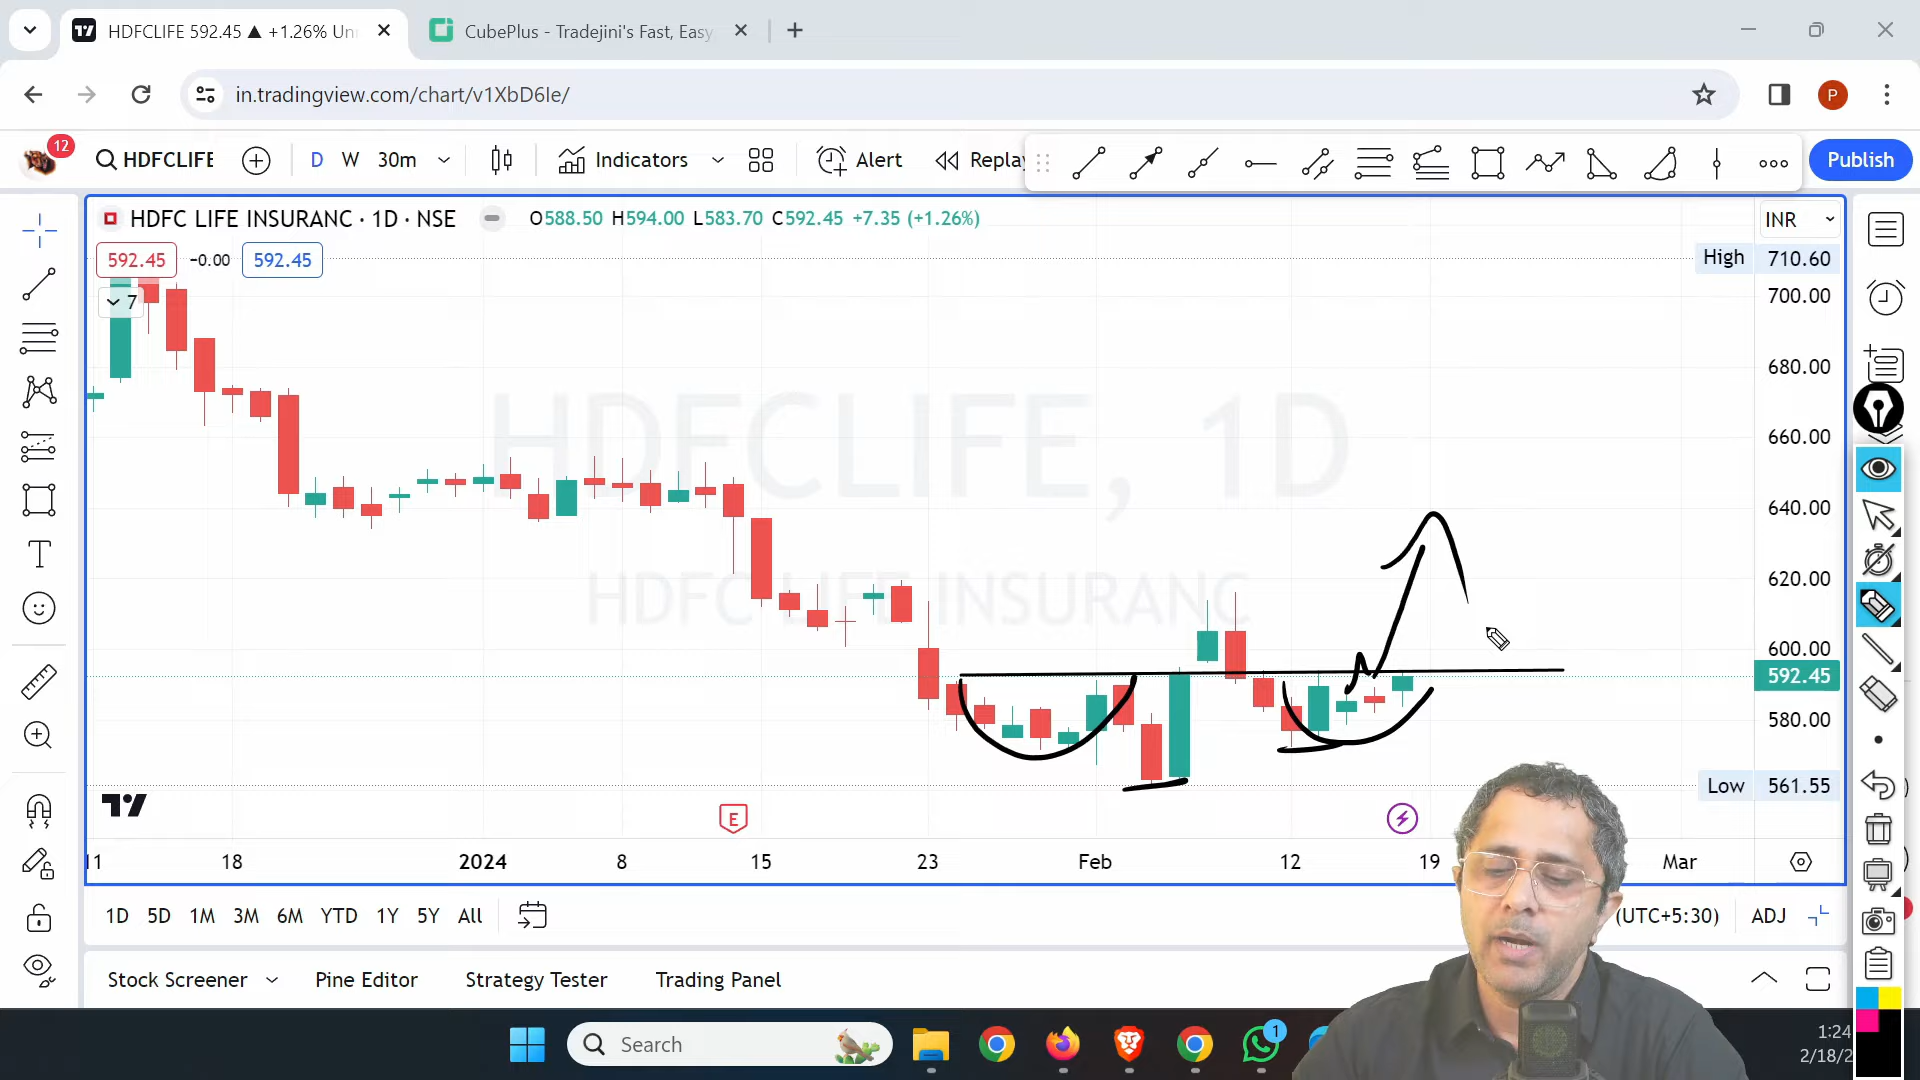 HDFCLIFE 592.45 ▲ +1.26% Un
CubePlus - Tradejini's Fast, Easy
in.tradingview.com/chart/v1XbD6Ie/
P
12
HDFCLIFE
D W 30m
Indicators
Alert
Replay
Publish
HDFC LIFE INSURANC · 1D · NSE
O588.50 H594.00 L583.70 C592.45 +7.35 (+1.26%)
INR
592.45 -0.00 592.45
High 710.60
7
700.00
680.00
660.00
640.00
620.00
600.00
592.45
580.00
Low 561.55
HDFCLIFE, 1D
HDFC LIFE INSURANC
E
11 18 2024 8 15 23 Feb 12 19 Mar
1D 5D 1M 3M 6M YTD 1Y 5Y All
(UTC+5:30) ADJ
Stock Screener Pine Editor Strategy Tester Trading Panel
Search
1
1:24
2/18/2